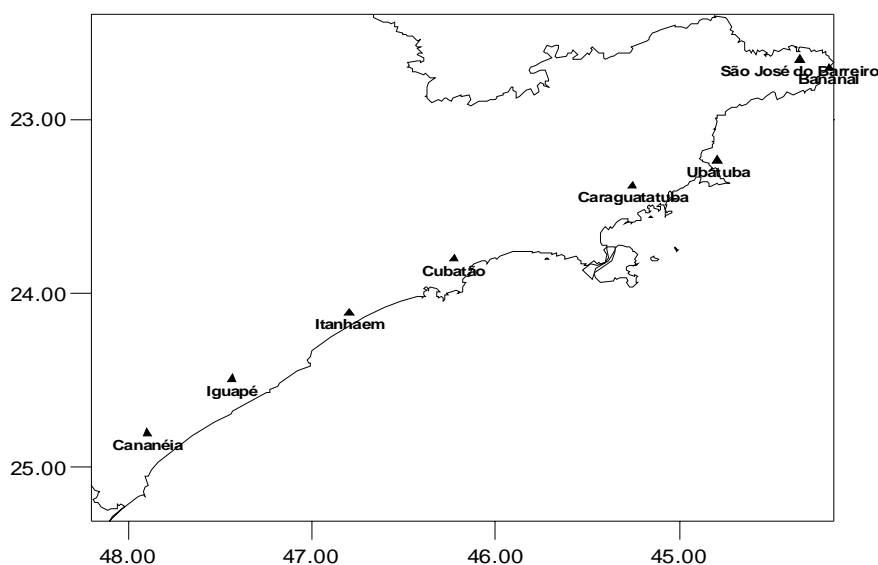 São José do Barreiro
Bananal
23.00
Ubatuba
Caraguatatuba
Cubatão
24.00
Itanhaem
Iguapé
Cananéia
25.00
48.00 47.00 46.00 45.00